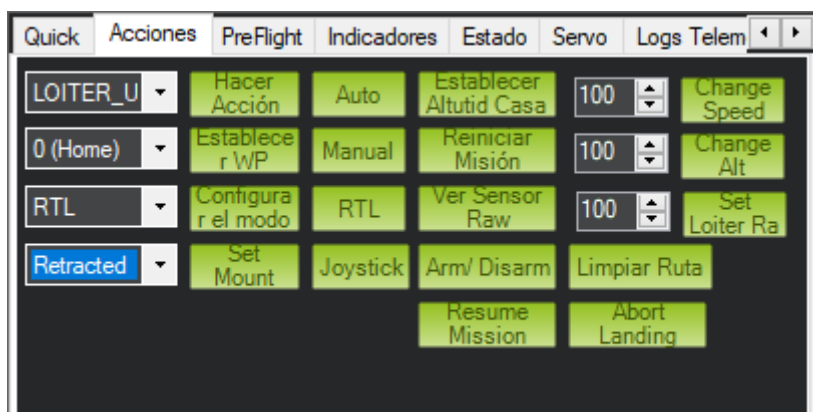 Quick Acciones PreFlight Indicadores Estado Servo Logs Telem
LOITER_U Hacer Acción Auto Establecer Altutid Casa 100 Change Speed
0 (Home) Establece r WP Manual Reiniciar Misión 100 Change Alt
RTL Configura r el modo RTL Ver Sensor Raw 100 Set Loiter Ra
Retracted Set Mount Joystick Arm/ Disarm Limpiar Ruta
Resume Mission Abort Landing